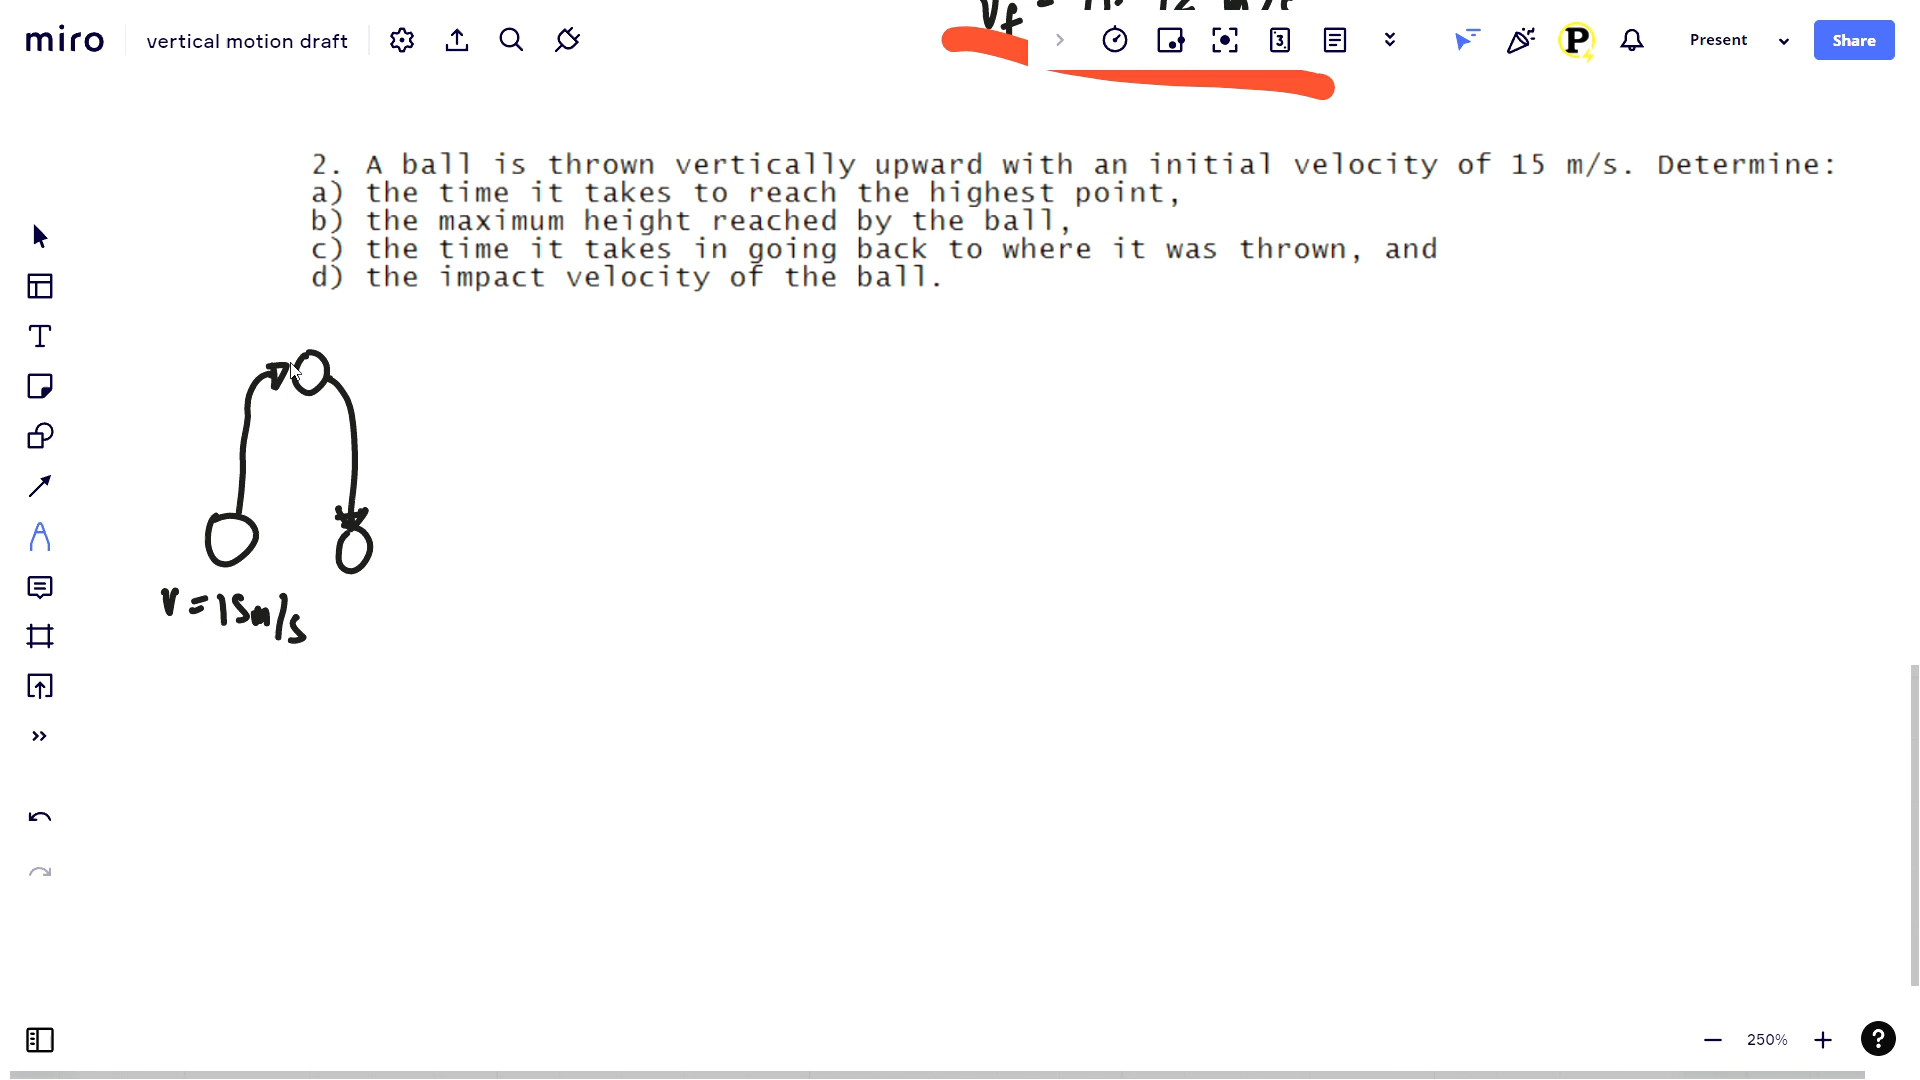 miro
vertical motion draft
3
P
Present
Share
2. A ball is thrown vertically upward with an initial velocity of 15 m/s. Determine:
a) the time it takes to reach the highest point,
b) the maximum height reached by the ball,
c) the time it takes in going back to where it was thrown, and
d) the impact velocity of the ball.
v = 15m/s
250%
?